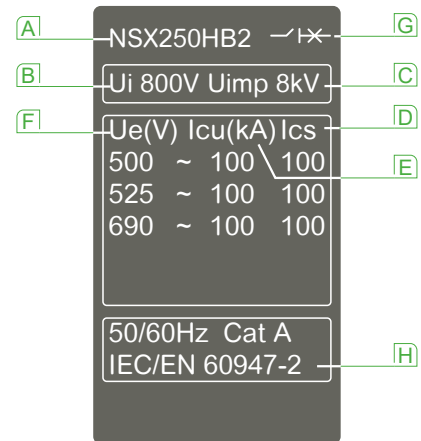 A NSX250HB2 G
B Ui 800V Uimp 8kV C
F Ue(V) Icu(kA) Ics D
500 ~ 100 100 E
525 ~ 100 100
690 ~ 100 100
50/60Hz Cat A
IEC/EN 60947-2 H